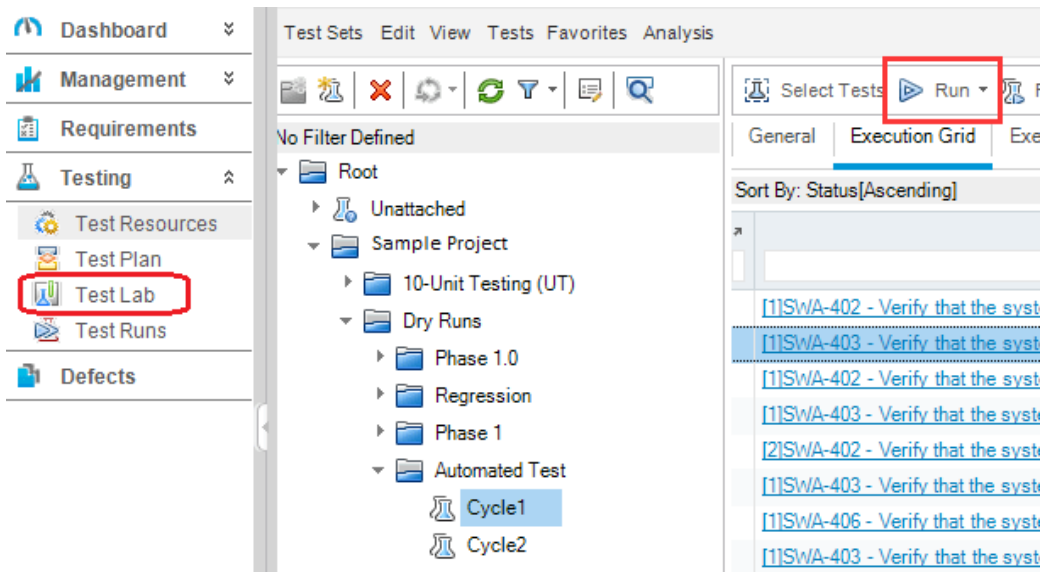 Dashboard
Management
Requirements
Testing
Test Resources
Test Plan
Test Lab
Test Runs
Defects
Test Sets Edit View Tests Favorites Analysis
No Filter Defined
Root
Unattached
Sample Project
10-Unit Testing (UT)
Dry Runs
Phase 1.0
Regression
Phase 1
Automated Test
Cycle1
Cycle2
Select Tests Run
General Execution Grid
Sort By: Status[Ascending]
[1]SWA-402 - Verify that the syst
[1]SWA-403 - Verify that the syst
[1]SWA-402 - Verify that the syst
[1]SWA-403 - Verify that the syst
[2]SWA-402 - Verify that the syst
[1]SWA-403 - Verify that the syst
[1]SWA-406 - Verify that the syst
[1]SWA-403 - Verify that the syst